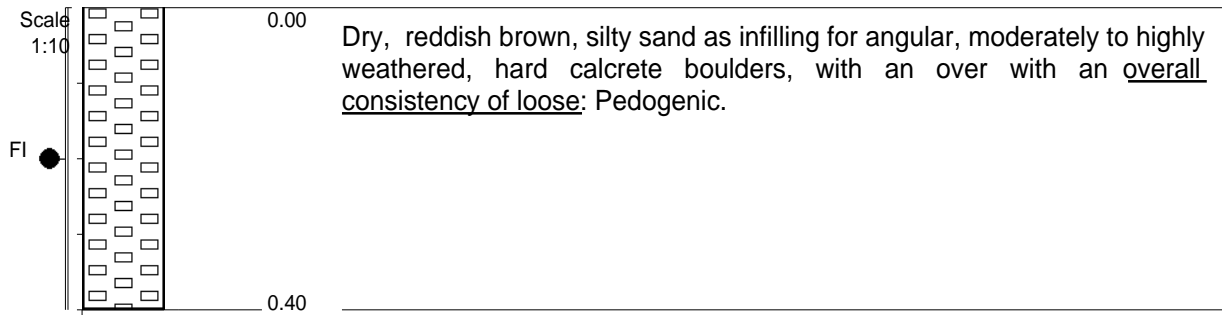 Scale
1:10
0.00
Dry, reddish brown, silty sand as infilling for angular, moderately to highly
weathered, hard calcrete boulders, with an over with an overall
consistency of loose: Pedogenic.
FI
0.40